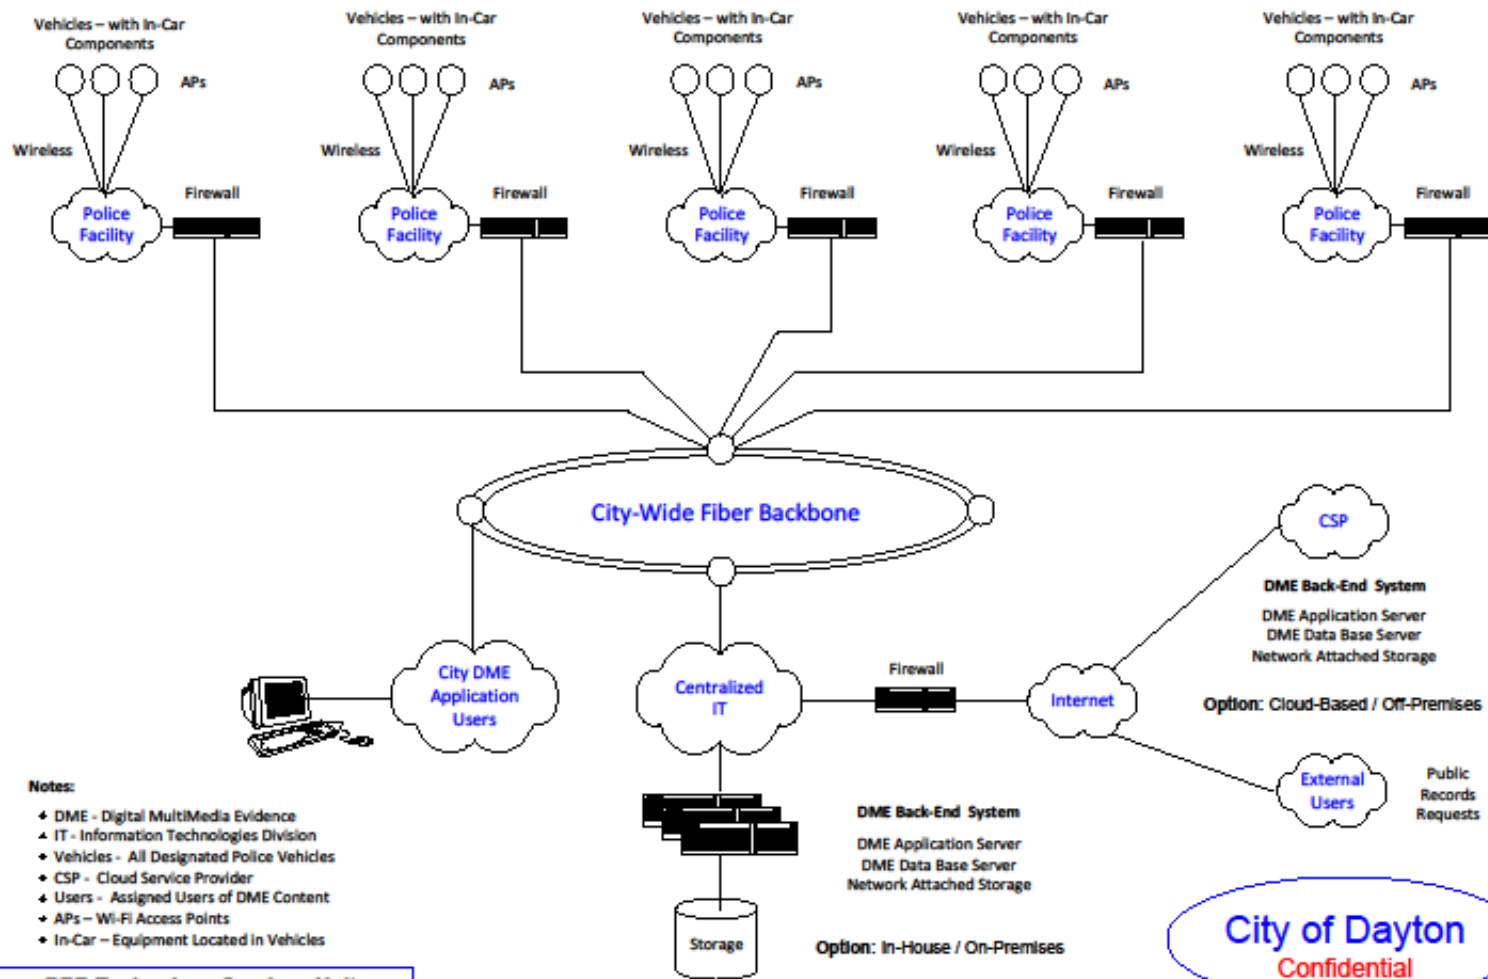 Vehicles – with In-Car
Components
Vehicles – with In-Car
Components
Vehicles – with In-Car
Components
Vehicles – with In-Car
Components
Vehicles – with In-Car
Components
APs
APs
APs
APs
APs
Wireless
Wireless
Wireless
Wireless
Wireless
Police
Facility
Firewall
Police
Facility
Firewall
Police
Facility
Firewall
Police
Facility
Firewall
Police
Facility
Firewall
City-Wide Fiber Backbone
CSP
DME Back-End System
DME Application Server
DME Data Base Server
Network Attached Storage
Option: Cloud-Based / Off-Premises
City DME
Application
Users
Centralized
IT
Firewall
Internet
External
Users
Public
Records
Requests
Notes:
DME - Digital MultiMedia Evidence
IT - Information Technologies Division
Vehicles - All Designated Police Vehicles
CSP - Cloud Service Provider
Users - Assigned Users of DME Content
APs – Wi-Fi Access Points
In-Car – Equipment Located in Vehicles
DME Back-End System
DME Application Server
DME Data Base Server
Network Attached Storage
Storage
Option: In-House / On-Premises
City of Dayton
Confidential